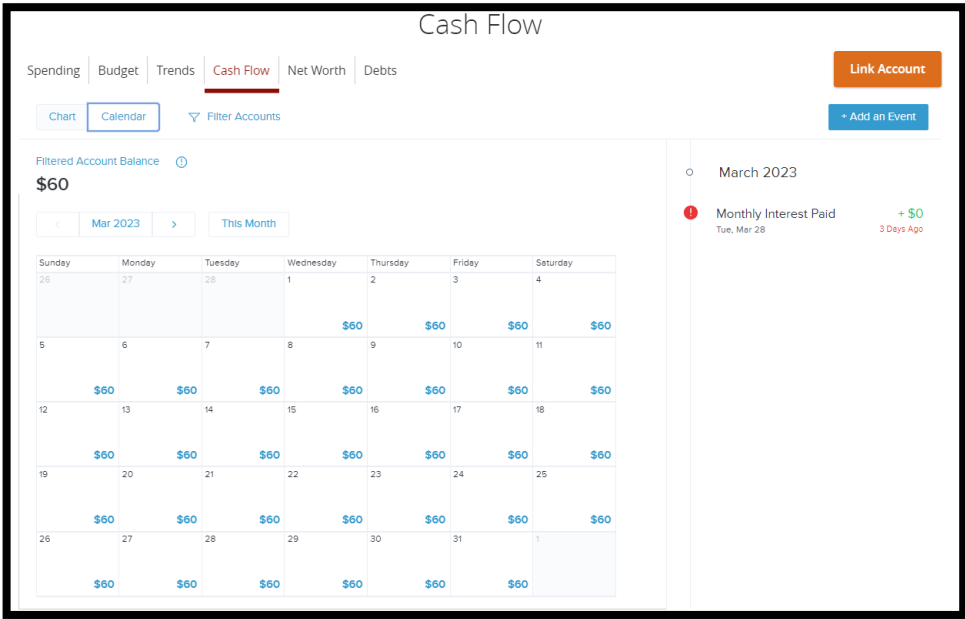 Cash Flow
Spending Budget Trends Cash Flow Net Worth Debts
Link Account
Chart Calendar Filter Accounts
+ Add an Event
Filtered Account Balance
$60
< Mar 2023 >
This Month
Sunday Monday Tuesday Wednesday Thursday Friday Saturday
26 27 28 1 2 3 4
$60 $60 $60 $60
5 6 7 8 9 10 11
$60 $60 $60 $60 $60 $60 $60
12 13 14 15 16 17 18
$60 $60 $60 $60 $60 $60 $60
19 20 21 22 23 24 25
$60 $60 $60 $60 $60 $60 $60
26 27 28 29 30 31 1
$60 $60 $60 $60 $60 $60
March 2023
Monthly Interest Paid + $0
Tue, Mar 28 3 Days Ago